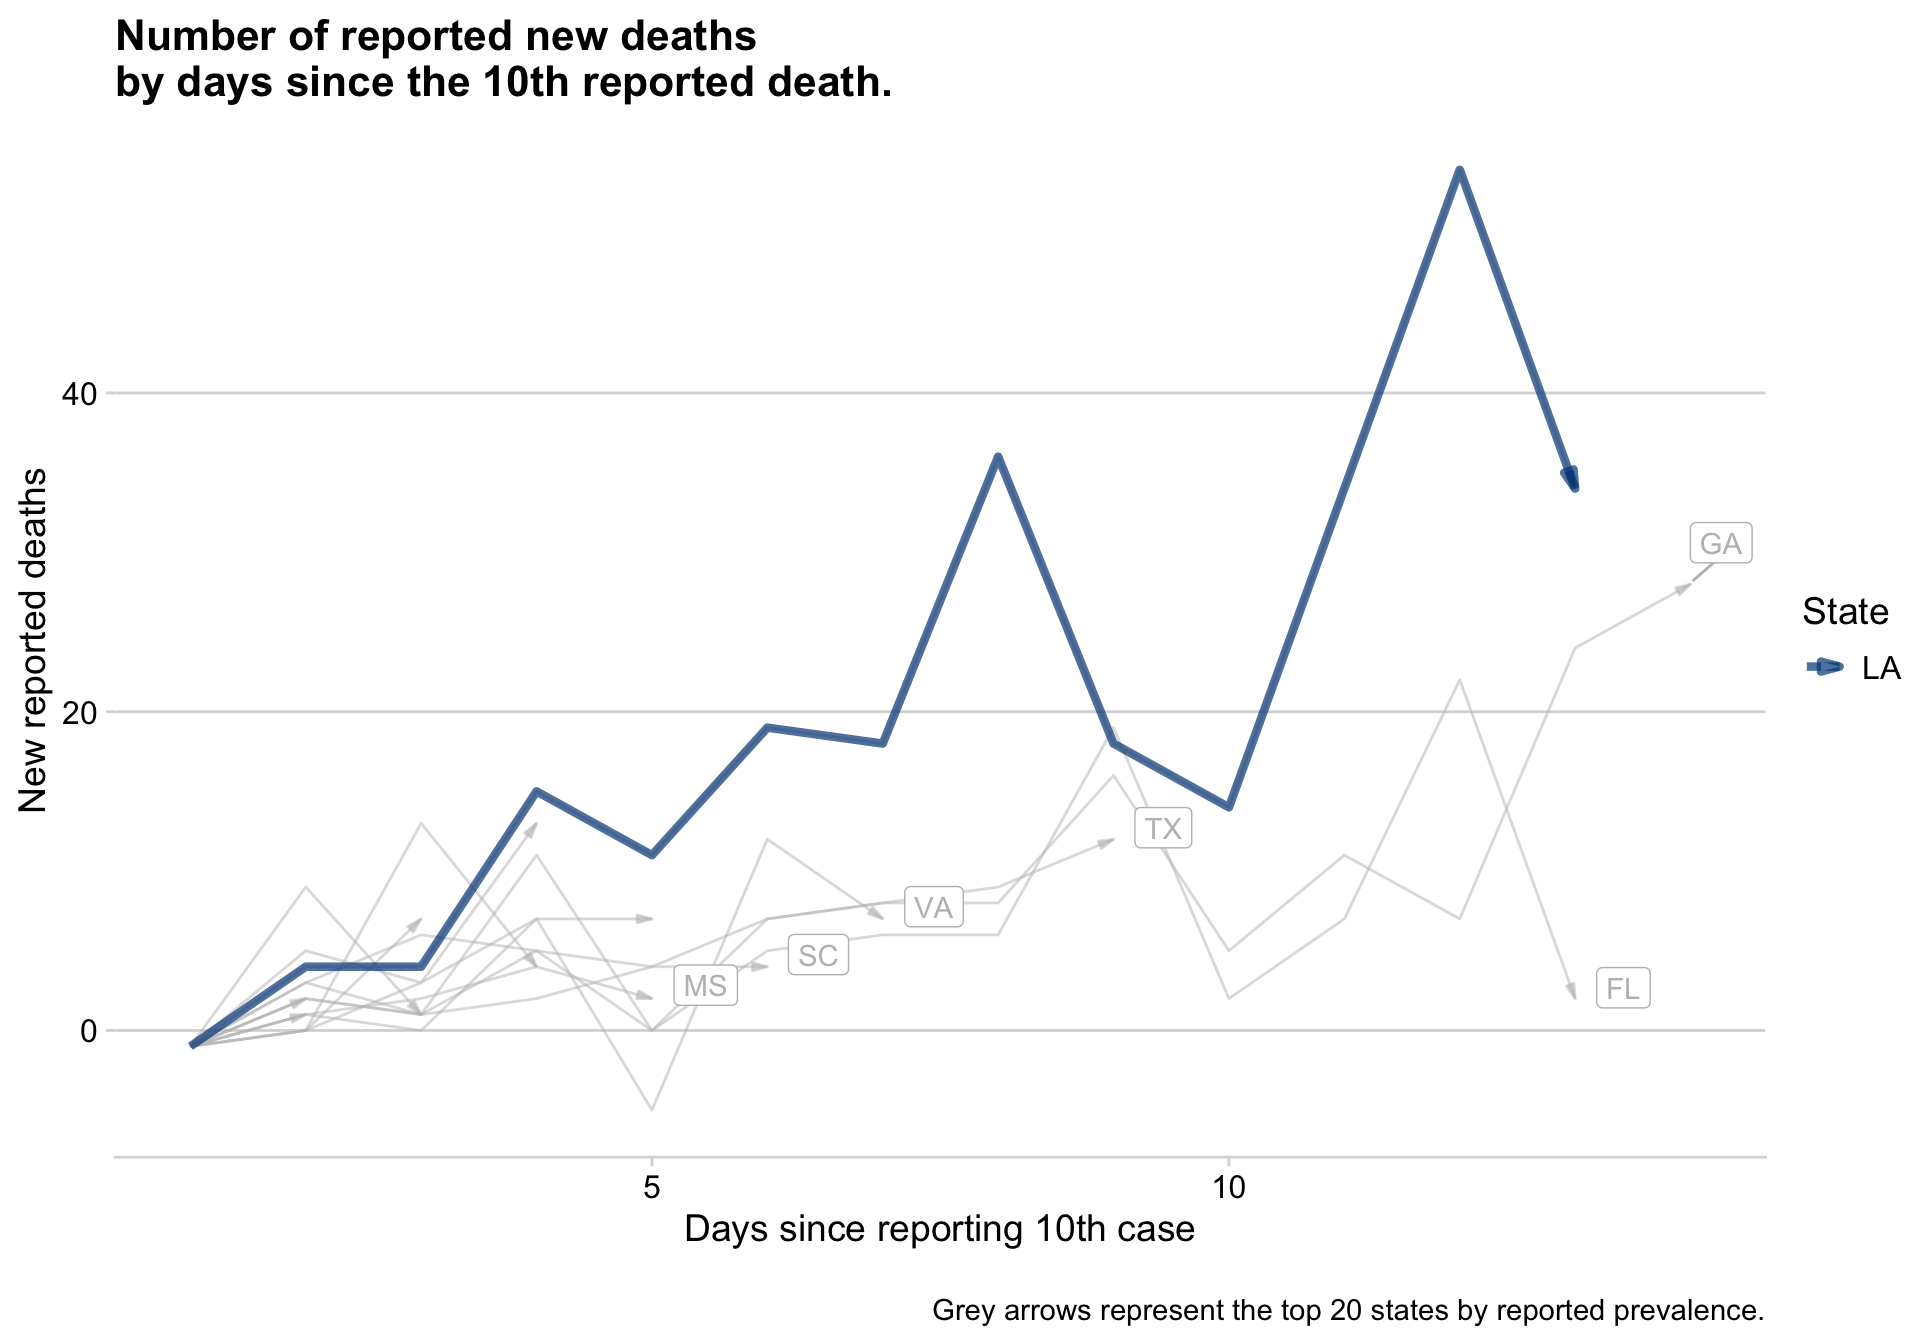 Number of reported new deaths
by days since the 10th reported death.
New reported deaths
40
20
0
GA
TX
VA
SC
MS
FL
State
LA
5
10
Days since reporting 10th case
Grey arrows represent the top 20 states by reported prevalence.